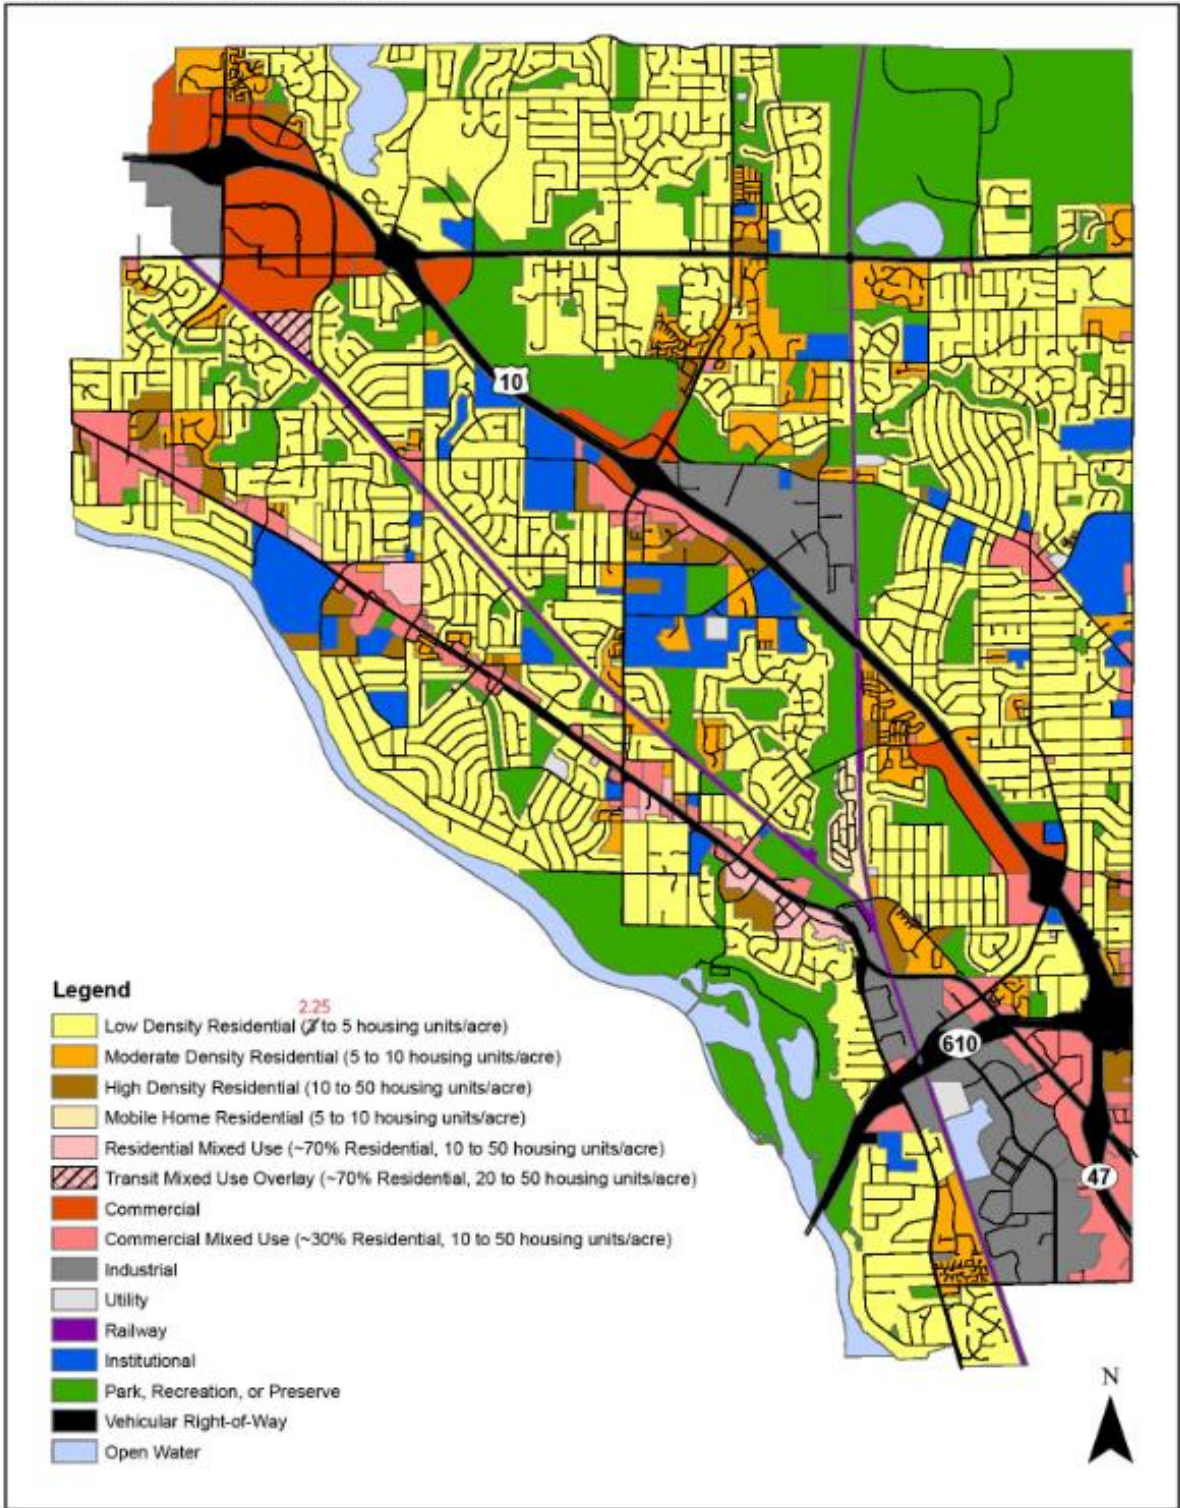 10
610
47
Legend
2.25
Low Density Residential ( to 5 housing units/acre)
Moderate Density Residential (5 to 10 housing units/acre)
High Density Residential (10 to 50 housing units/acre)
Mobile Home Residential (5 to 10 housing units/acre)
Residential Mixed Use (~70% Residential, 10 to 50 housing units/acre)
Transit Mixed Use Overlay (~70% Residential, 20 to 50 housing units/acre)
Commercial
Commercial Mixed Use (~30% Residential, 10 to 50 housing units/acre)
Industrial
Utility
Railway
Institutional
Park, Recreation, or Preserve
Vehicular Right-of-Way
Open Water
N